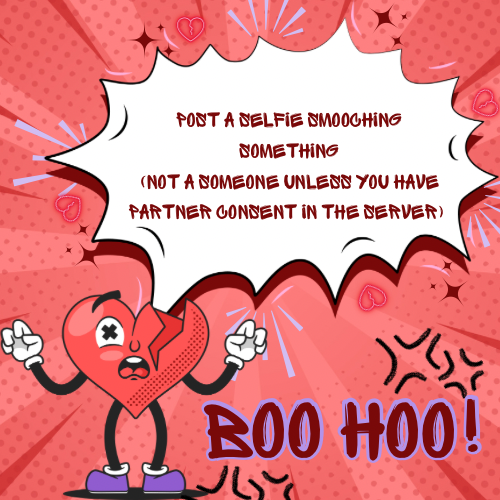 POST A SELFIE SMOOCHING
SOMETHING
(NOT A SOMEONE UNLESS YOU HAVE
PARTNER CONSENT IN THE SERVER)
BOO HOO!